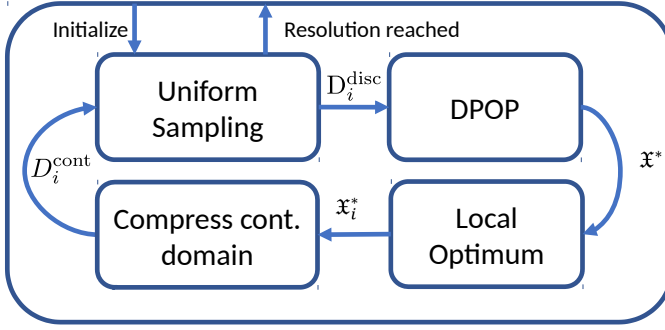 Initialize
Resolution reached
Uniform
Sampling
D_i^disc
DPOP
𝔛*
D_i^cont
Compress cont.
domain
𝔛_i^*
Local
Optimum